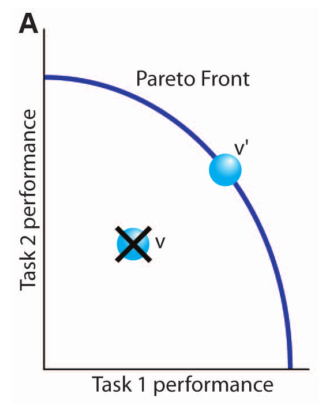 A
Pareto Front
v'
v
Task 2 performance
Task 1 performance